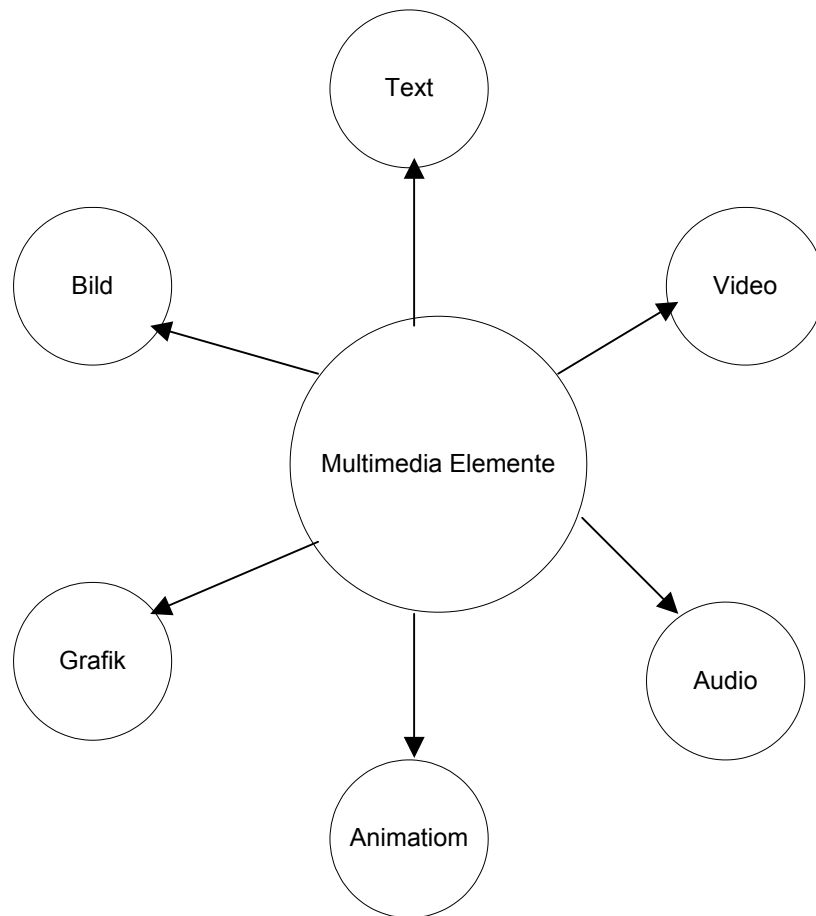 Text
Bild
Video
Multimedia Elemente
Grafik
Audio
Animatiom